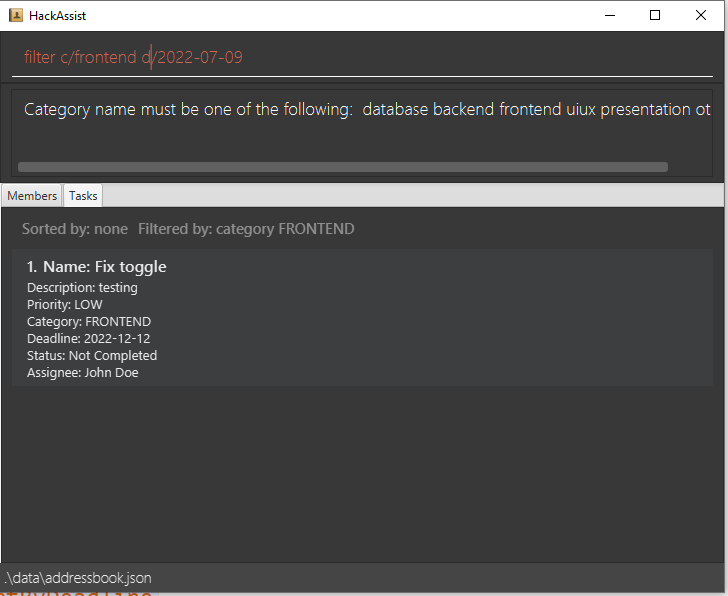 HackAssist
filter c/frontend d/2022-07-09
Category name must be one of the following:  database backend frontend uiux presentation ot
Members Tasks
Sorted by: none Filtered by: category FRONTEND
1. Name: Fix toggle
Description: testing
Priority: LOW
Category: FRONTEND
Deadline: 2022-12-12
Status: Not Completed
Assignee: John Doe
.\data\addressbook.json